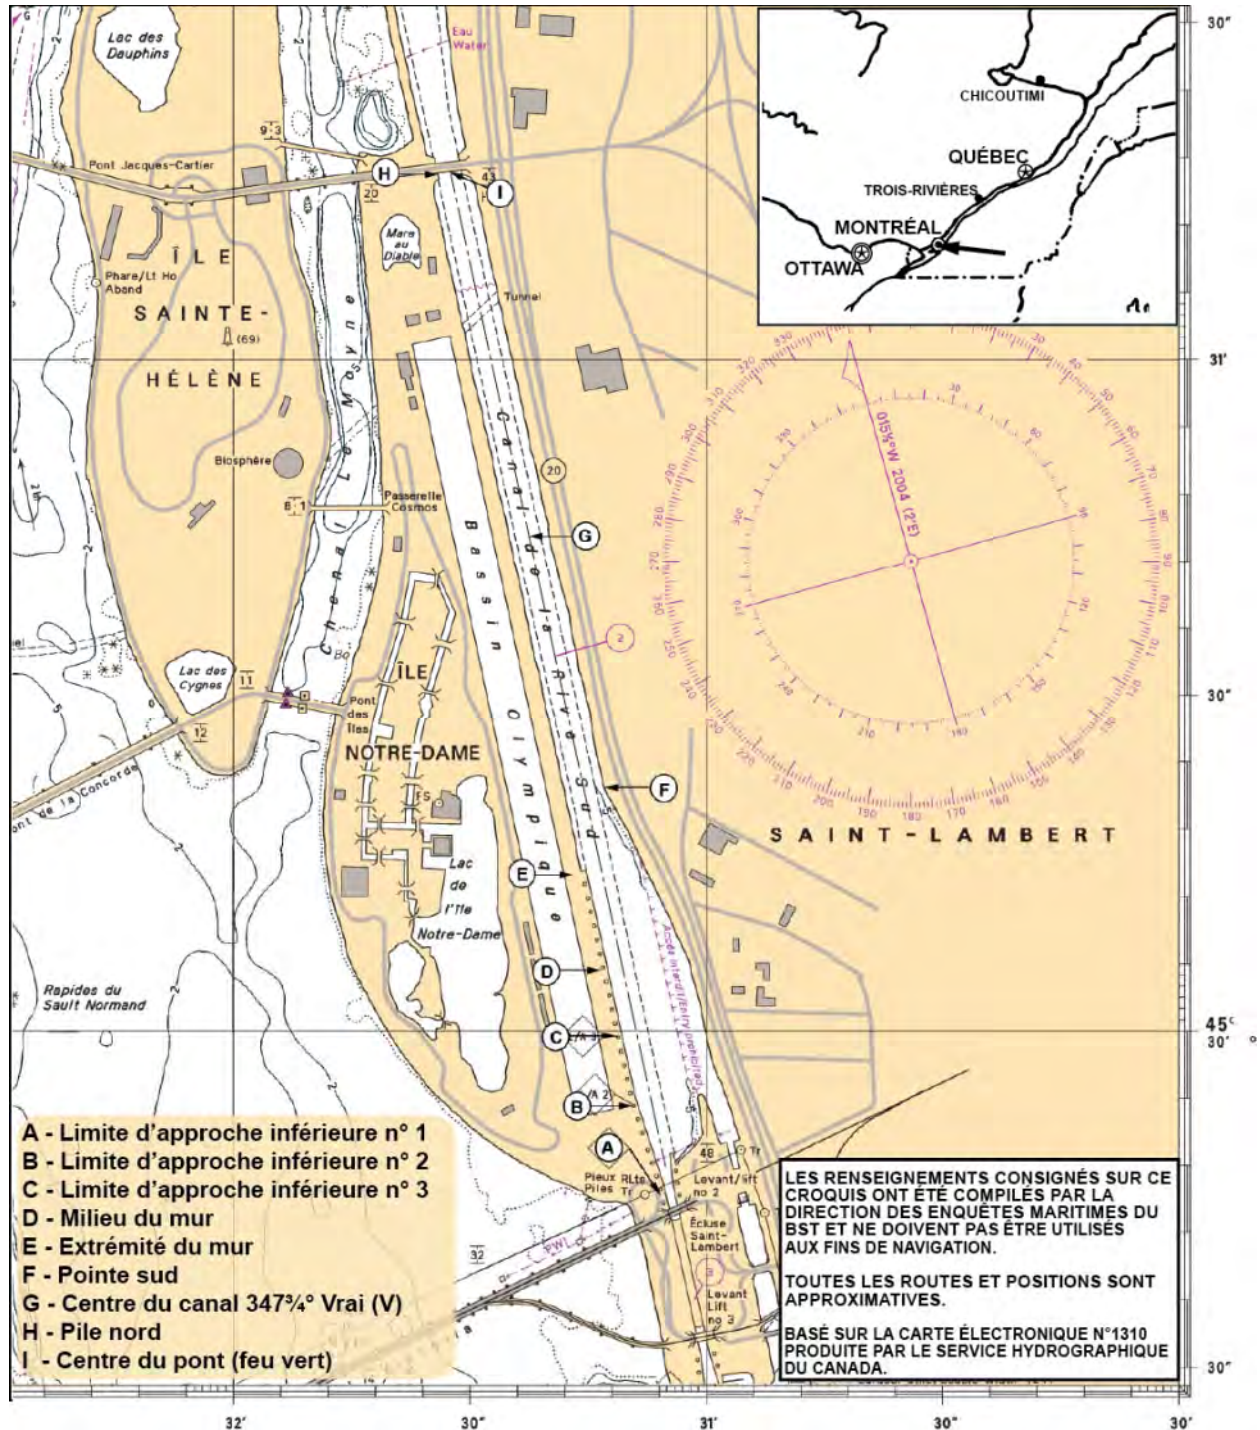 30"
Lac des
Dauphins
Eau
Water
9·3
Pont Jacques-Cartier
H
20
43
I
Mare
au
Diable
ÎLE
SAINTE-
HÉLÈNE
Phare/Lt Ho
Aband
(69)
Tunnel
Chenal Le Moyne
Canal de la Rive Sud
Bassin Olympique
Biosphère
8·1
Passerelle
Cosmos
20
G
2
31'
CHICOUTIMI
QUÉBEC
TROIS-RIVIÈRES
MONTRÉAL
OTTAWA
015½°W 2004 (2'E)
Lac des
Cygnes
11
12
Pont
des
Îles
Pont de la Concorde
ÎLE
NOTRE-DAME
FS
Lac
de
l'Île
Notre-Dame
30"
F
SAINT-LAMBERT
E
D
C
B
A
Accès interdit/Entry prohibited
Rapides du
Sault Normand
45°
30'
Pieux
Piles
RLts
Tr
48
Tr
Levant/lift
no 2
Écluse
Saint-
Lambert
PWI
32
3
Levant
Lift
no 3
A - Limite d'approche inférieure n° 1
B - Limite d'approche inférieure n° 2
C - Limite d'approche inférieure n° 3
D - Milieu du mur
E - Extrémité du mur
F - Pointe sud
G - Centre du canal 347¾° Vrai (V)
H - Pile nord
I - Centre du pont (feu vert)
LES RENSEIGNEMENTS CONSIGNÉS SUR CE
CROQUIS ONT ÉTÉ COMPILÉS PAR LA
DIRECTION DES ENQUÊTES MARITIMES DU
BST ET NE DOIVENT PAS ÊTRE UTILISÉS
AUX FINS DE NAVIGATION.
TOUTES LES ROUTES ET POSITIONS SONT
APPROXIMATIVES.
BASÉ SUR LA CARTE ÉLECTRONIQUE N°1310
PRODUITE PAR LE SERVICE HYDROGRAPHIQUE
DU CANADA.
30"
32' 30" 31' 30" 30'